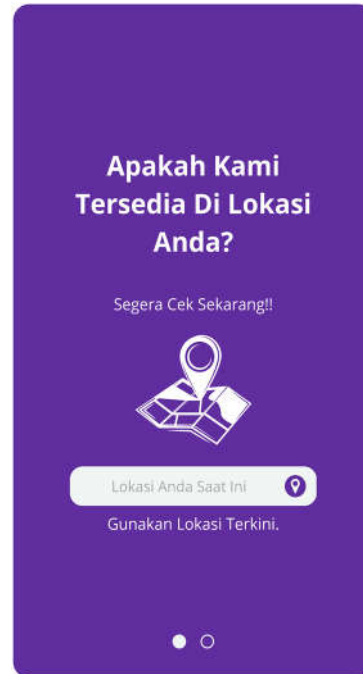 Apakah Kami
Tersedia Di Lokasi
Anda?
Segera Cek Sekarang!!
Lokasi Anda Saat Ini
Gunakan Lokasi Terkini.